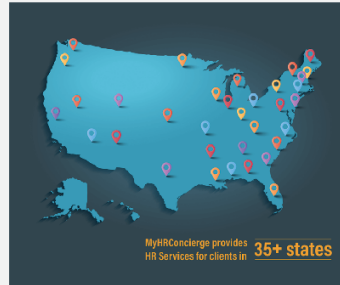 MyHRConcierge provides
HR Services for clients in
35+ states